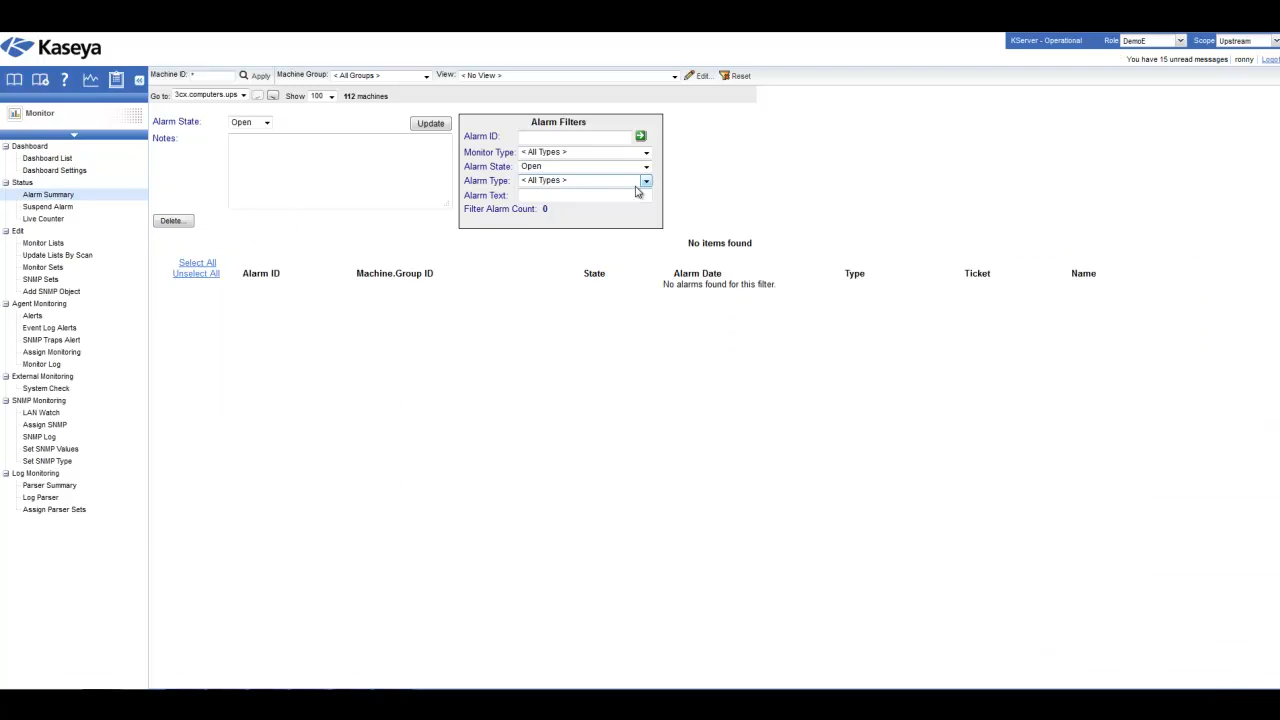 Kaseya
KServer - Operational Role DemoE Scope Upstream
You have 15 unread messages ronny Logof
Machine ID: * Apply Machine Group: < All Groups > View: < No View > Edit... Reset
Go to: 3cx.computers.ups ... Show 100 112 machines
Monitor
Dashboard
Dashboard List
Dashboard Settings
Status
Alarm Summary
Suspend Alarm
Live Counter
Edit
Monitor Lists
Update Lists By Scan
Monitor Sets
SNMP Sets
Add SNMP Object
Agent Monitoring
Alerts
Event Log Alerts
SNMP Traps Alert
Assign Monitoring
Monitor Log
External Monitoring
System Check
SNMP Monitoring
LAN Watch
Assign SNMP
SNMP Log
Set SNMP Values
Set SNMP Type
Log Monitoring
Parser Summary
Log Parser
Assign Parser Sets
Alarm State: Open Update
Notes:
Delete...
Alarm Filters
Alarm ID:
Monitor Type: < All Types >
Alarm State: Open
Alarm Type: < All Types >
Alarm Text:
Filter Alarm Count: 0
No items found
Select All
Unselect All
Alarm ID Machine.Group ID State Alarm Date Type Ticket Name
No alarms found for this filter.